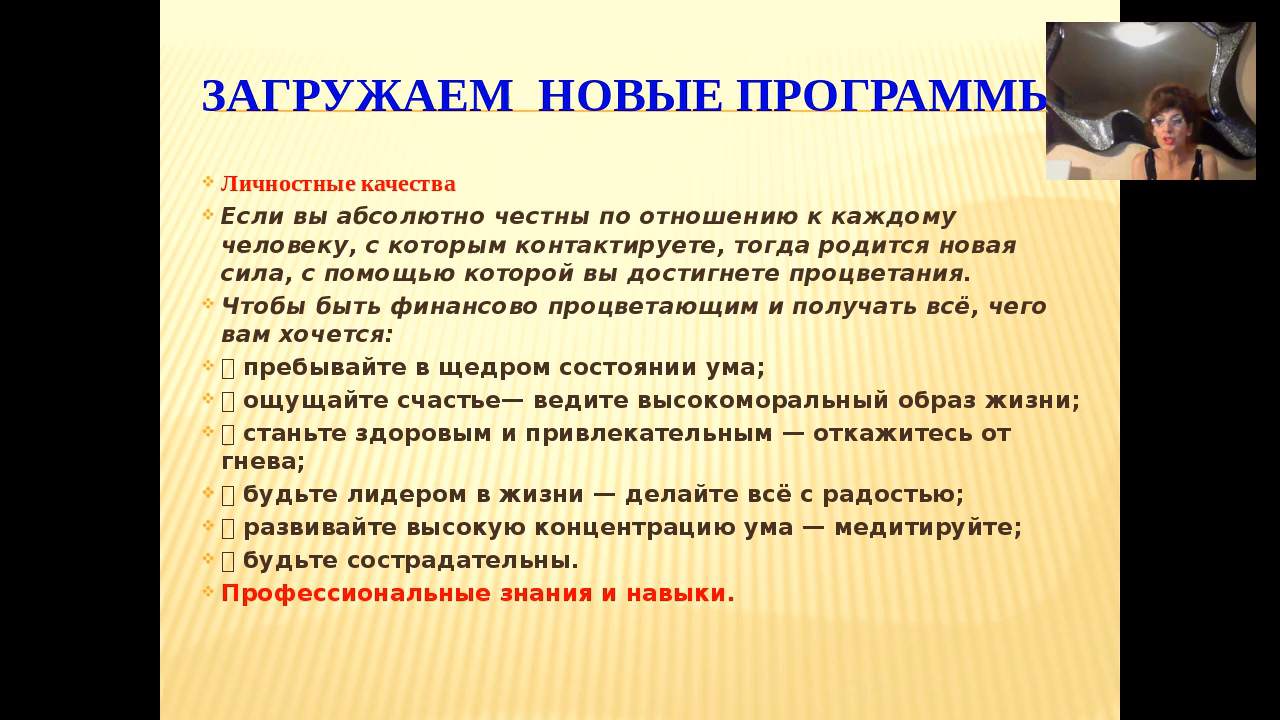 ЗАГРУЖАЕМ НОВЫЕ ПРОГРАММЫ
Личностные качества
Если вы абсолютно честны по отношению к каждому
человеку, с которым контактируете, тогда родится новая
сила, с помощью которой вы достигнете процветания.
Чтобы быть финансово процветающим и получать всё, чего
вам хочется:
пребывайте в щедром состоянии ума;
ощущайте счастье— ведите высокоморальный образ жизни;
станьте здоровым и привлекательным — откажитесь от
гнева;
будьте лидером в жизни — делайте всё с радостью;
развивайте высокую концентрацию ума — медитируйте;
будьте сострадательны.
Профессиональные знания и навыки.